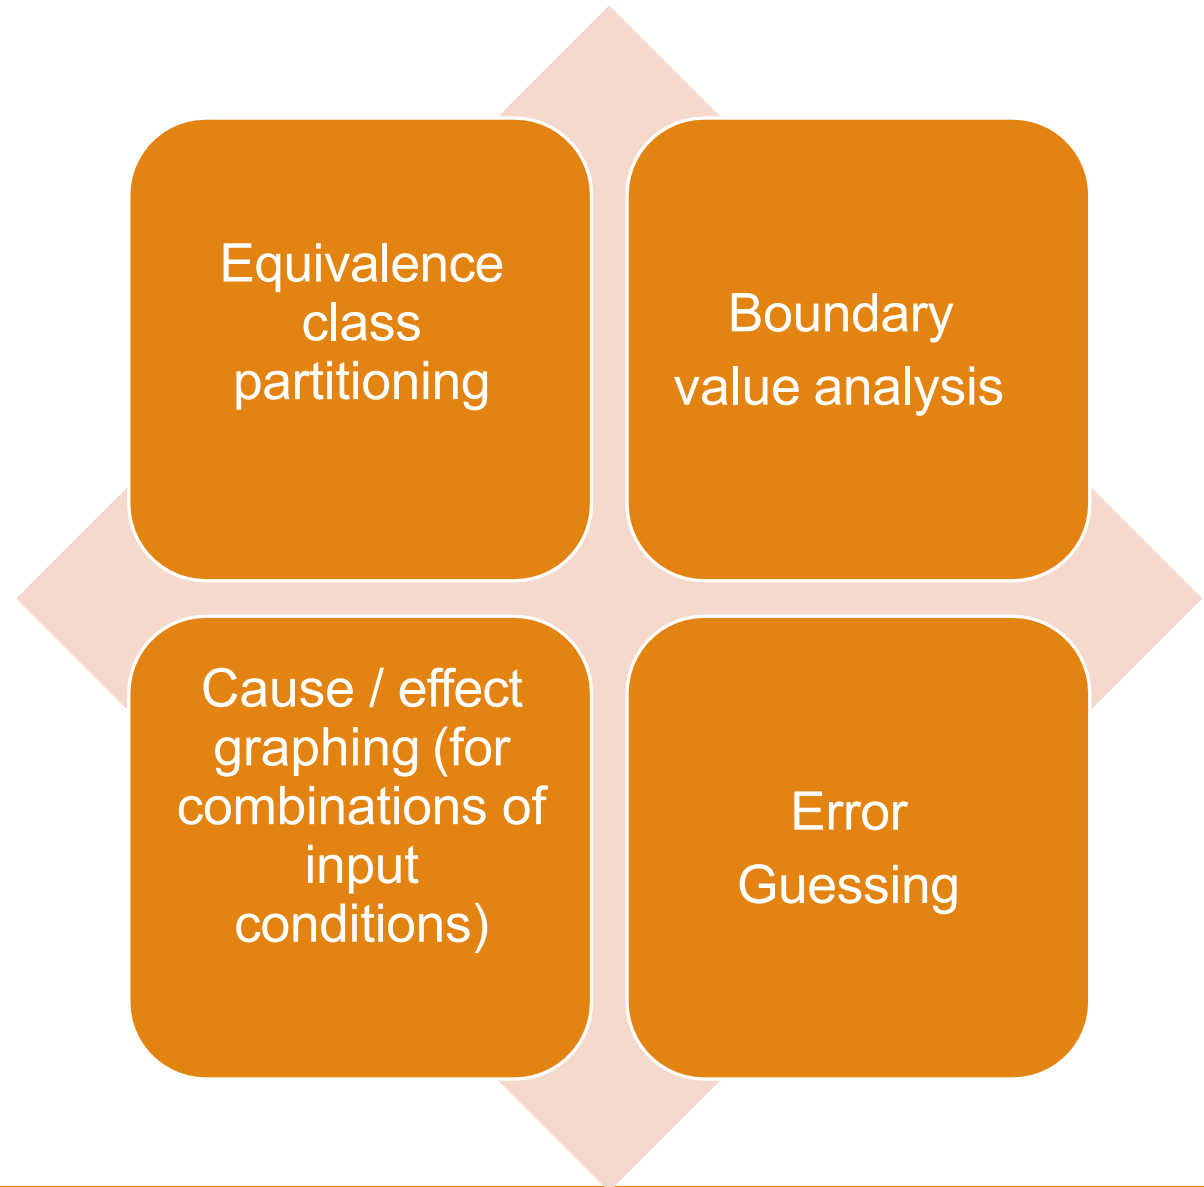 Equivalence
class
partitioning
Boundary
value analysis
Cause / effect
graphing (for
combinations of
input
conditions)
Error
Guessing